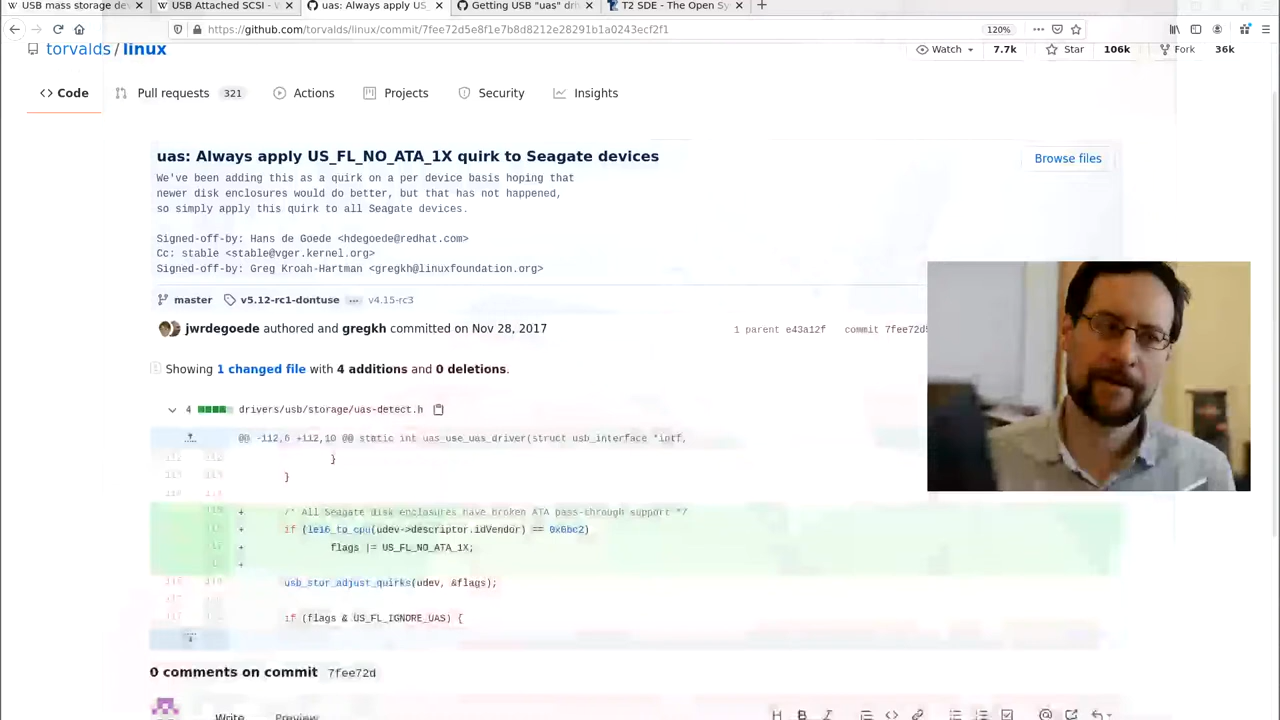 USB mass storage dev
USB Attached SCSI - W
uas: Always apply US_
Getting USB "uas" dri
T2 SDE - The Open Sy
https://github.com/torvalds/linux/commit/7fee72d5e8f1e7b8d8212e28291b1a0243ecf2f1
120%
torvalds / linux
Watch 7.7k
Star 106k
Fork 36k
Code
Pull requests 321
Actions
Projects
Security
Insights
uas: Always apply US_FL_NO_ATA_1X quirk to Seagate devices
Browse files
We've been adding this as a quirk on a per device basis hoping that
newer disk enclosures would do better, but that has not happened,
so simply apply this quirk to all Seagate devices.
Signed-off-by: Hans de Goede <hdegoede@redhat.com>
Cc: stable <stable@vger.kernel.org>
Signed-off-by: Greg Kroah-Hartman <gregkh@linuxfoundation.org>
master v5.12-rc1-dontuse ... v4.15-rc3
jwrdegoede authored and gregkh committed on Nov 28, 2017
1 parent e43a12f commit 7fee72d5
Showing 1 changed file with 4 additions and 0 deletions.
4 drivers/usb/storage/uas-detect.h
@@ -112,6 +112,10 @@ static int uas_use_uas_driver(struct usb_interface *intf,
}
}
+ /* All Seagate disk enclosures have broken ATA pass-through support */
+ if (le16_to_cpu(udev->descriptor.idVendor) == 0x0bc2)
+ flags |= US_FL_NO_ATA_1X;
+
usb_stor_adjust_quirks(udev, &flags);
if (flags & US_FL_IGNORE_UAS) {
0 comments on commit 7fee72d
Write Preview